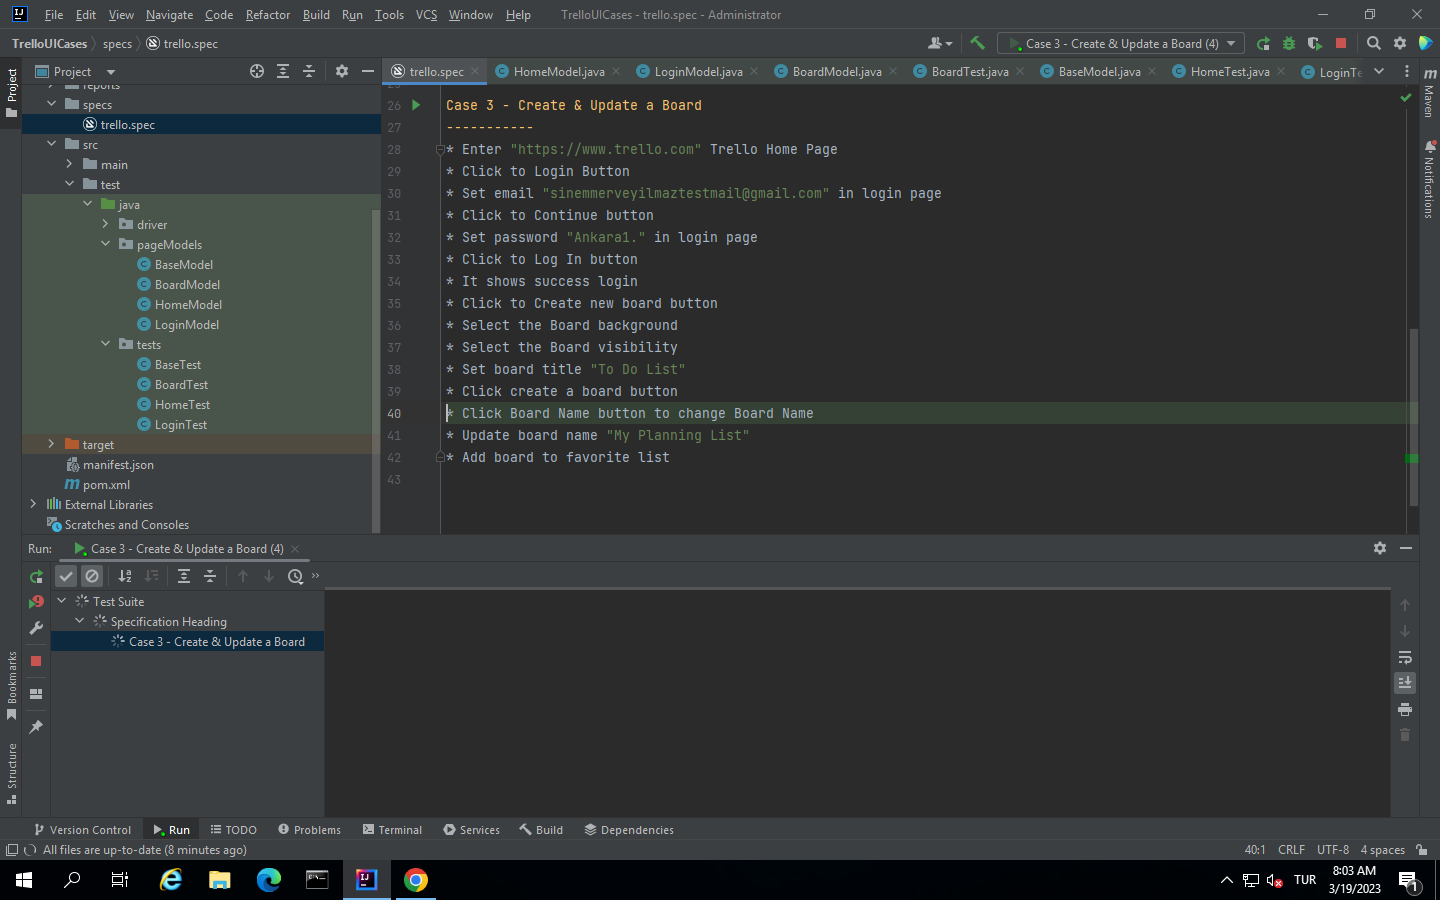 File Edit View Navigate Code Refactor Build Run Tools VCS Window Help TrelloUICases - trello.spec - Administrator
TrelloUICases specs trello.spec
Case 3 - Create & Update a Board (4)
Project
trello.spec HomeModel.java LoginModel.java BoardModel.java BoardTest.java BaseModel.java HomeTest.java LoginTe
Project
Maven
Notifications
Bookmarks
Structure
reports
specs
trello.spec
src
main
test
java
driver
pageModels
BaseModel
BoardModel
HomeModel
LoginModel
tests
BaseTest
BoardTest
HomeTest
LoginTest
target
manifest.json
pom.xml
External Libraries
Scratches and Consoles
25
26 Case 3 - Create & Update a Board
27 -----------
28 * Enter "https://www.trello.com" Trello Home Page
29 * Click to Login Button
30 * Set email "sinemmerveyilmaztestmail@gmail.com" in login page
31 * Click to Continue button
32 * Set password "Ankara1." in login page
33 * Click to Log In button
34 * It shows success login
35 * Click to Create new board button
36 * Select the Board background
37 * Select the Board visibility
38 * Set board title "To Do List"
39 * Click create a board button
40 * Click Board Name button to change Board Name
41 * Update board name "My Planning List"
42 * Add board to favorite list
43
Run: Case 3 - Create & Update a Board (4)
Test Suite
Specification Heading
Case 3 - Create & Update a Board
Version Control Run TODO Problems Terminal Services Build Dependencies
All files are up-to-date (8 minutes ago) 40:1 CRLF UTF-8 4 spaces
TUR 8:03 AM
3/19/2023
1